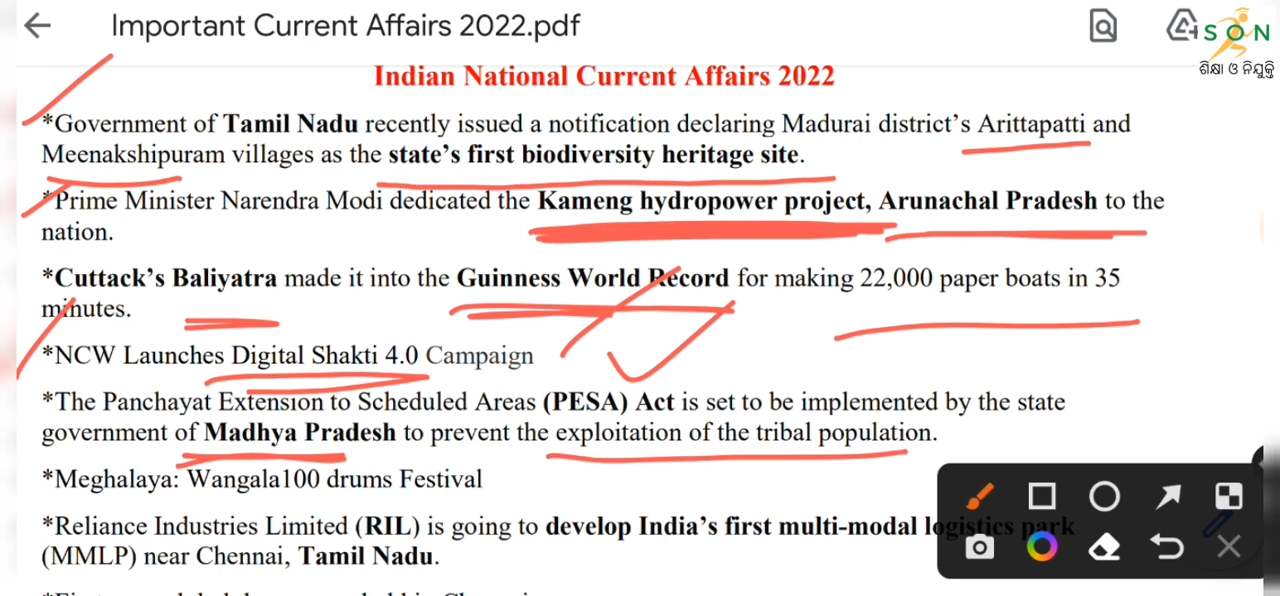 Important Current Affairs 2022.pdf
SON
ଶିକ୍ଷା ଓ ନିଯୁକ୍ତି
Indian National Current Affairs 2022
*Government of Tamil Nadu recently issued a notification declaring Madurai district's Arittapatti and
Meenakshipuram villages as the state's first biodiversity heritage site.
*Prime Minister Narendra Modi dedicated the Kameng hydropower project, Arunachal Pradesh to the
nation.
*Cuttack's Baliyatra made it into the Guinness World Record for making 22,000 paper boats in 35
minutes.
*NCW Launches Digital Shakti 4.0 Campaign
*The Panchayat Extension to Scheduled Areas (PESA) Act is set to be implemented by the state
government of Madhya Pradesh to prevent the exploitation of the tribal population.
*Meghalaya: Wangala100 drums Festival
*Reliance Industries Limited (RIL) is going to develop India's first multi-modal logistics park
(MMLP) near Chennai, Tamil Nadu.